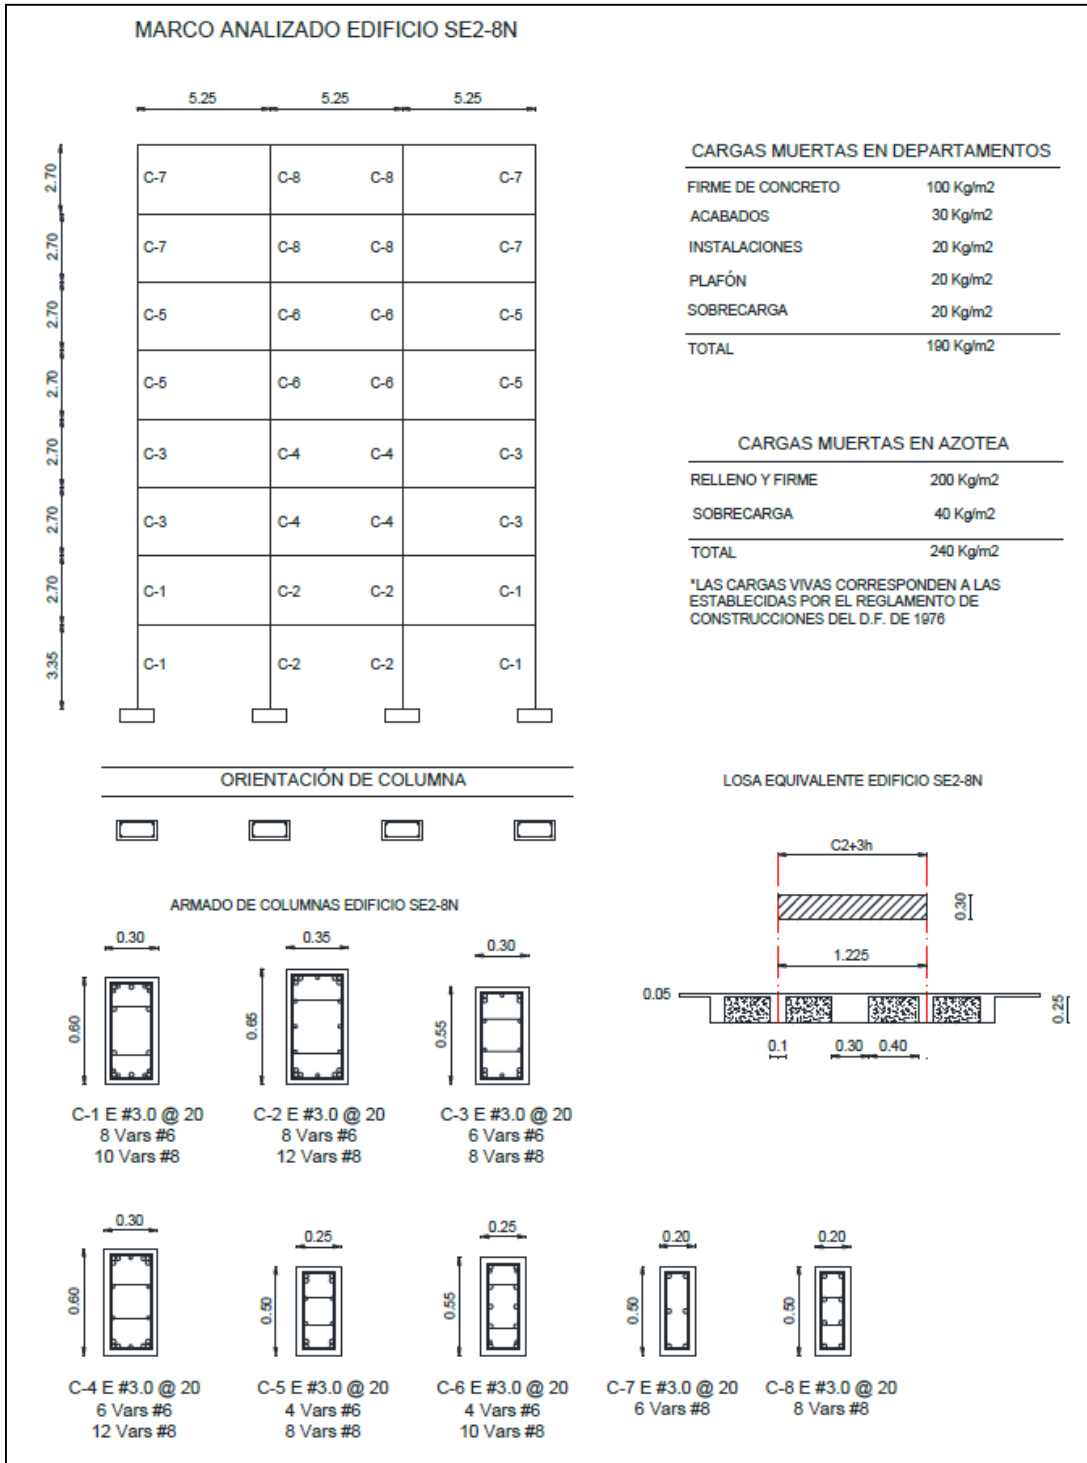 MARCO ANALIZADO EDIFICIO SE2-8N
5.25 5.25 5.25
2.70 C-7 C-8 C-8 C-7
2.70 C-7 C-8 C-8 C-7
2.70 C-5 C-6 C-6 C-5
2.70 C-5 C-6 C-6 C-5
2.70 C-3 C-4 C-4 C-3
2.70 C-3 C-4 C-4 C-3
2.70 C-1 C-2 C-2 C-1
3.35 C-1 C-2 C-2 C-1
CARGAS MUERTAS EN DEPARTAMENTOS
FIRME DE CONCRETO 100 Kg/m2
ACABADOS 30 Kg/m2
INSTALACIONES 20 Kg/m2
PLAFÓN 20 Kg/m2
SOBRECARGA 20 Kg/m2
TOTAL 190 Kg/m2
CARGAS MUERTAS EN AZOTEA
RELLENO Y FIRME 200 Kg/m2
SOBRECARGA 40 Kg/m2
TOTAL 240 Kg/m2
*LAS CARGAS VIVAS CORRESPONDEN A LAS
ESTABLECIDAS POR EL REGLAMENTO DE
CONSTRUCCIONES DEL D.F. DE 1976
ORIENTACIÓN DE COLUMNA
LOSA EQUIVALENTE EDIFICIO SE2-8N
C2+3h
0.30
1.225
0.05
0.25
0.1 0.30 0.40
ARMADO DE COLUMNAS EDIFICIO SE2-8N
0.30 0.35 0.30
0.60 0.65 0.55
C-1 E #3.0 @ 20
8 Vars #6
10 Vars #8
C-2 E #3.0 @ 20
8 Vars #6
12 Vars #8
C-3 E #3.0 @ 20
6 Vars #6
8 Vars #8
0.30 0.25 0.25 0.20 0.20
0.60 0.50 0.55 0.50 0.50
C-4 E #3.0 @ 20
6 Vars #6
12 Vars #8
C-5 E #3.0 @ 20
4 Vars #6
8 Vars #8
C-6 E #3.0 @ 20
4 Vars #6
10 Vars #8
C-7 E #3.0 @ 20
6 Vars #8
C-8 E #3.0 @ 20
8 Vars #8